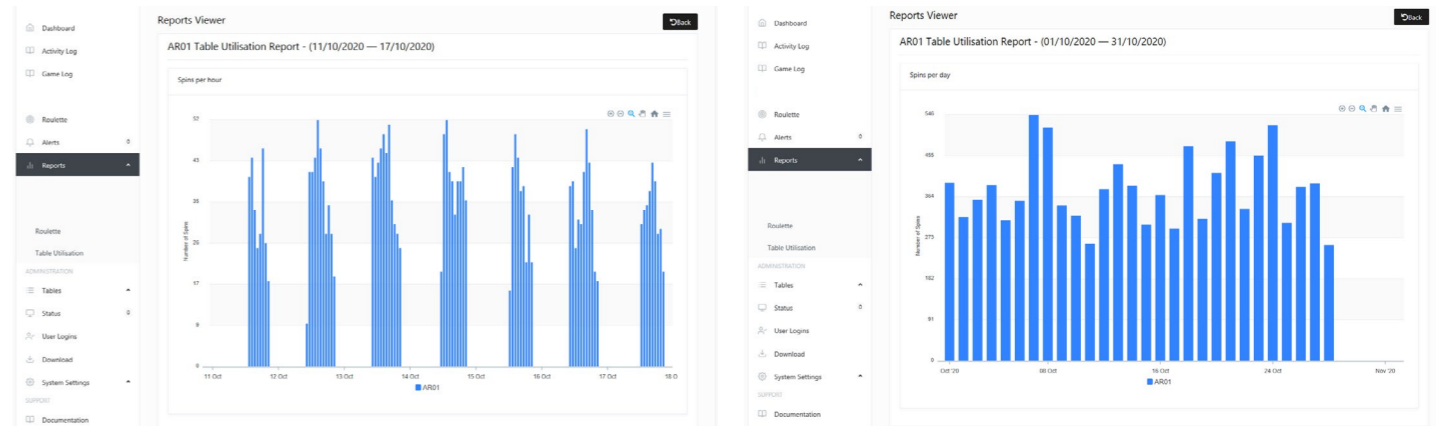 Dashboard
Activity Log
Game Log
Roulette
Alerts
Reports
Roulette
Table Utilisation
ADMINISTRATION
Tables
Status
User Logins
Download
System Settings
SUPPORT
Documentation
Reports Viewer
Back
AR01 Table Utilisation Report - (11/10/2020 — 17/10/2020)
Spins per hour
52
43
35
26
17
9
0
Number of Spins
11 Oct 12 Oct 13 Oct 14 Oct 15 Oct 16 Oct 17 Oct 18 O
AR01
Dashboard
Activity Log
Game Log
Roulette
Alerts
Reports
Roulette
Table Utilisation
ADMINISTRATION
Tables
Status
User Logins
Download
System Settings
SUPPORT
Documentation
Reports Viewer
Back
AR01 Table Utilisation Report - (01/10/2020 — 31/10/2020)
Spins per day
546
455
364
273
182
91
0
Number of Spins
Oct '20 08 Oct 16 Oct 24 Oct Nov '20
AR01